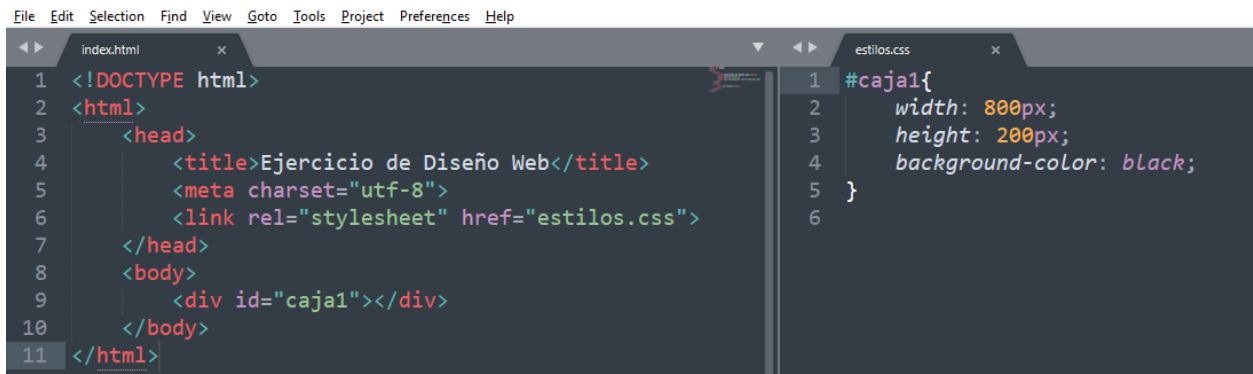 File Edit Selection Find View Goto Tools Project Preferences Help
index.html ×
1 <!DOCTYPE html>
2 <html>
3 <head>
4 <title>Ejercicio de Diseño Web</title>
5 <meta charset="utf-8">
6 <link rel="stylesheet" href="estilos.css">
7 </head>
8 <body>
9 <div id="caja1"></div>
10 </body>
11 </html>
estilos.css ×
1 #caja1{
2 width: 800px;
3 height: 200px;
4 background-color: black;
5 }
6